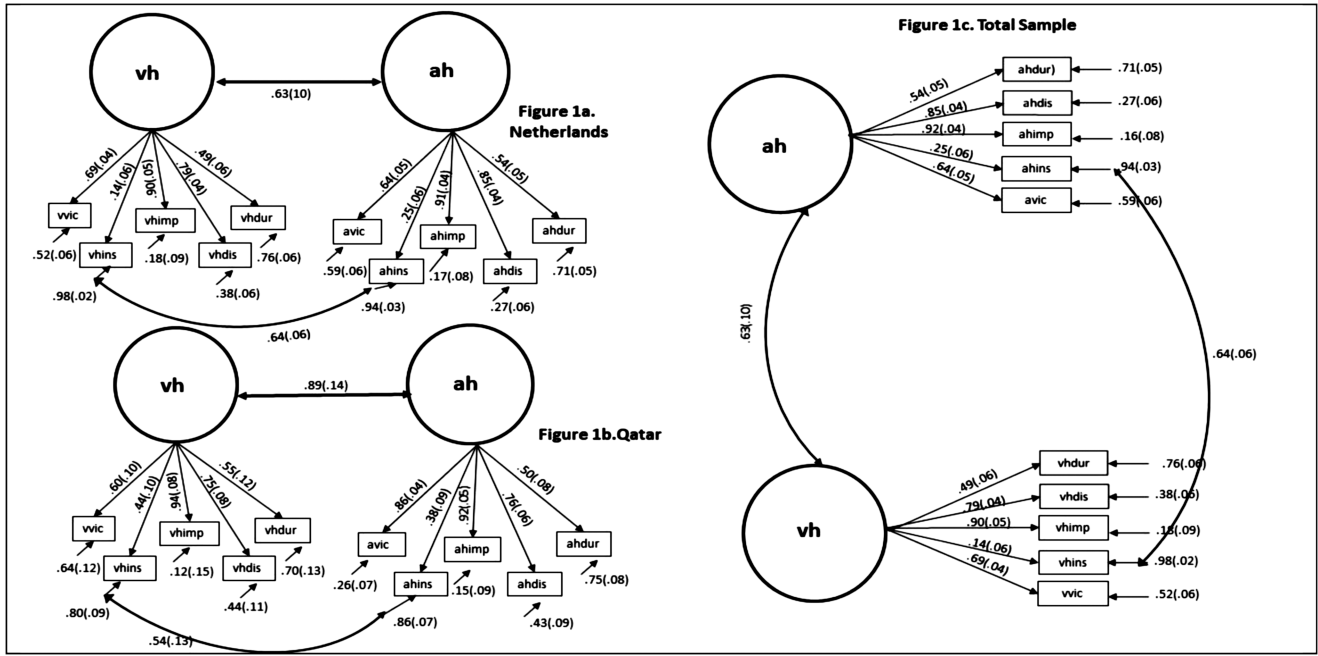 vh
ah
.63(10)
Figure 1a.
Netherlands
.69(.04)
.14(.06)
.90(.05)
.79(.04)
.49(.06)
.64(.05)
.25(.06)
.91(.04)
.85(.04)
.54(.05)
vvic
vhins
vhimp
vhdis
vhdur
avic
ahins
ahimp
ahdis
ahdur
.52(.06)
.98(.02)
.18(.09)
.38(.06)
.76(.06)
.59(.06)
.94(.03)
.17(.08)
.27(.06)
.71(.05)
.64(.06)
vh
ah
.89(.14)
Figure 1b.Qatar
.60(.10)
.44(.10)
.94(.08)
.75(.08)
.55(.12)
.86(.04)
.38(.09)
.92(.05)
.76(.06)
.50(.08)
vvic
vhins
vhimp
vhdis
vhdur
avic
ahins
ahimp
ahdis
ahdur
.64(.12)
.80(.09)
.12(.15)
.44(.11)
.70(.13)
.26(.07)
.86(.07)
.15(.09)
.43(.09)
.75(.08)
.54(.13)
Figure 1c. Total Sample
ah
.54(.05)
.85(.04)
.92(.04)
.25(.06)
.64(.05)
ahdur)
ahdis
ahimp
ahins
avic
.71(.05)
.27(.06)
.16(.08)
.94(.03)
.59(.06)
.63(.10)
.64(.06)
vh
.49(.06)
.79(.04)
.90(.05)
.14(.06)
.69(.04)
vhdur
vhdis
vhimp
vhins
vvic
.76(.06)
.38(.06)
.18(.09)
.98(.02)
.52(.06)